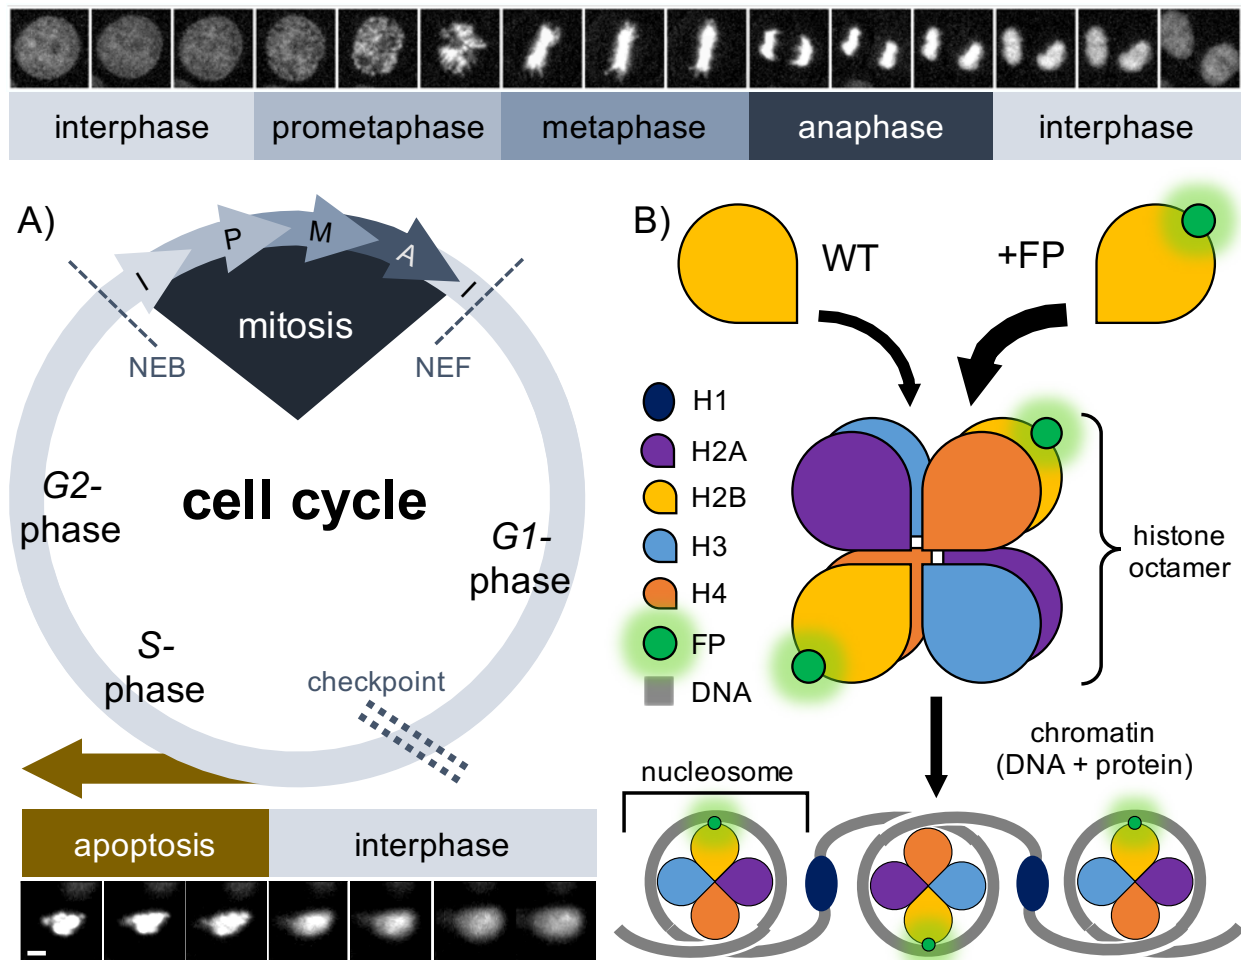 interphase prometaphase metaphase anaphase interphase
A)
I P M A I
mitosis
NEB NEF
cell cycle
G2-
phase
G1-
phase
S-
phase
checkpoint
apoptosis interphase
B)
WT +FP
H1
H2A
H2B
H3
H4
FP
DNA
histone
octamer
chromatin
(DNA + protein)
nucleosome